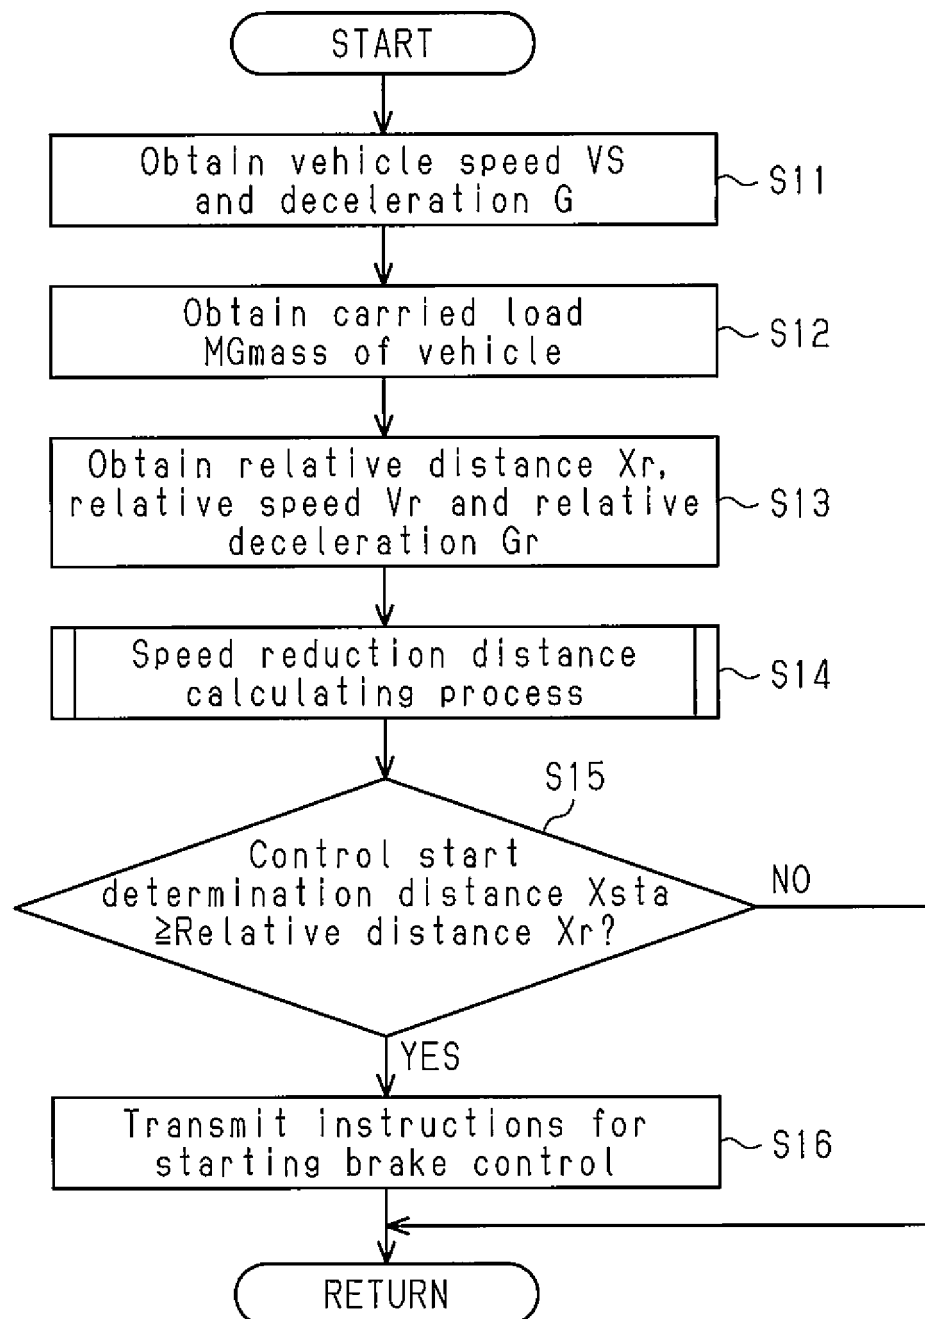 START
Obtain vehicle speed VS
and deceleration G
S11
Obtain carried load
MGmass of vehicle
S12
Obtain relative distance Xr,
relative speed Vr and relative
deceleration Gr
S13
Speed reduction distance
calculating process
S14
S15
Control start
determination distance Xsta
≧Relative distance Xr?
NO
YES
Transmit instructions for
starting brake control
S16
RETURN